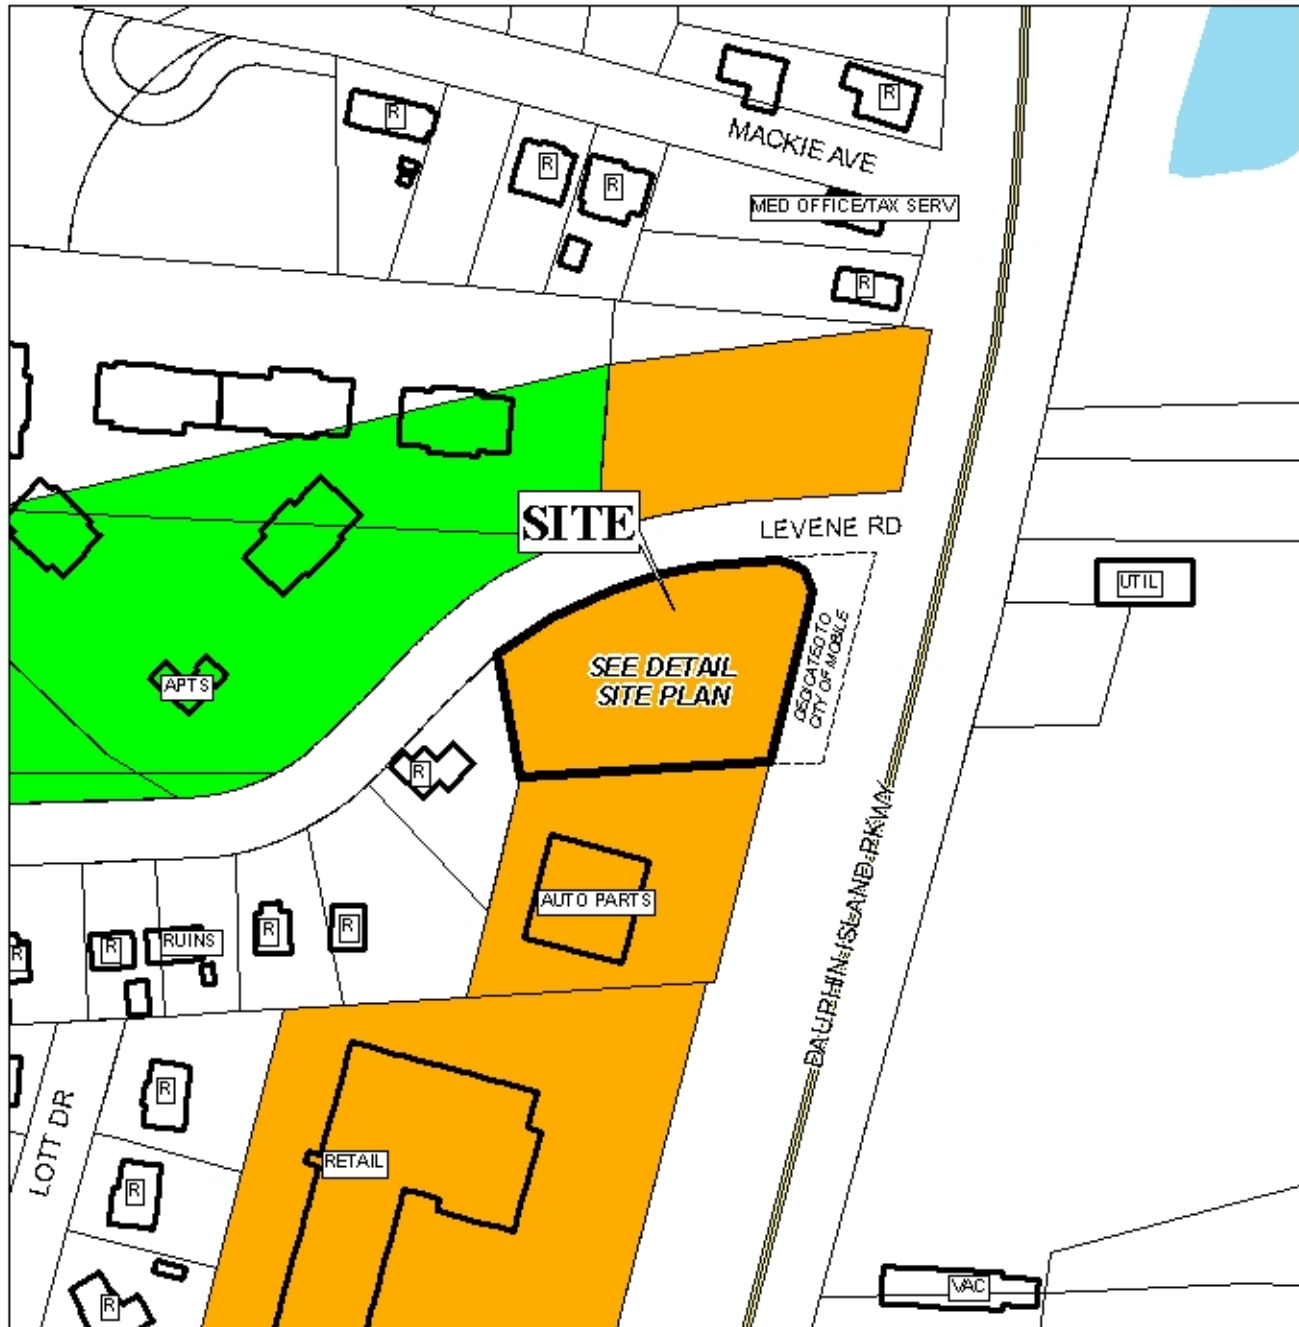 R
R
MACKIE AVE
R
R
MED OFFICE/TAX SERV
R
SITE
LEVENE RD
UTIL
SEE DETAIL
SITE PLAN
DEDICATED TO
CITY OF MOBILE
APTS
R
DAUPHIN ISLAND PKWY
AUTO PARTS
R
R
R
RUINS
R
LOTT DR
R
RETAIL
R
VAC
R